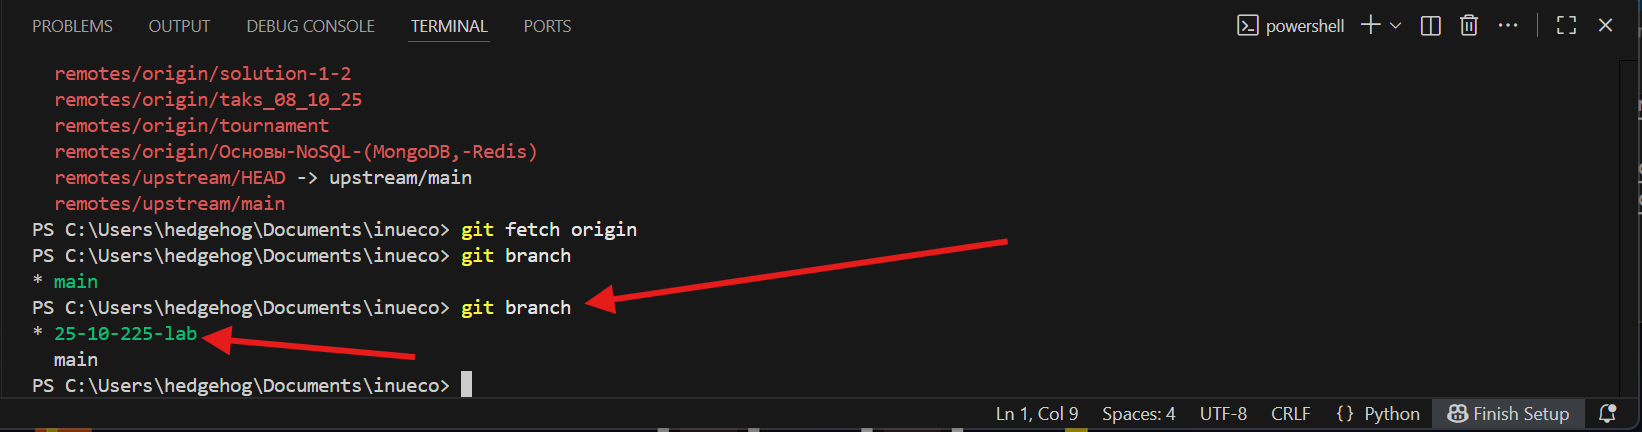 PROBLEMS OUTPUT DEBUG CONSOLE TERMINAL PORTS powershell
remotes/origin/solution-1-2
remotes/origin/taks_08_10_25
remotes/origin/tournament
remotes/origin/Основы-NoSQL-(MongoDB,-Redis)
remotes/upstream/HEAD -> upstream/main
remotes/upstream/main
PS C:\Users\hedgehog\Documents\inueco> git fetch origin
PS C:\Users\hedgehog\Documents\inueco> git branch
* main
PS C:\Users\hedgehog\Documents\inueco> git branch
* 25-10-225-lab
main
PS C:\Users\hedgehog\Documents\inueco>
Ln 1, Col 9 Spaces: 4 UTF-8 CRLF {} Python Finish Setup